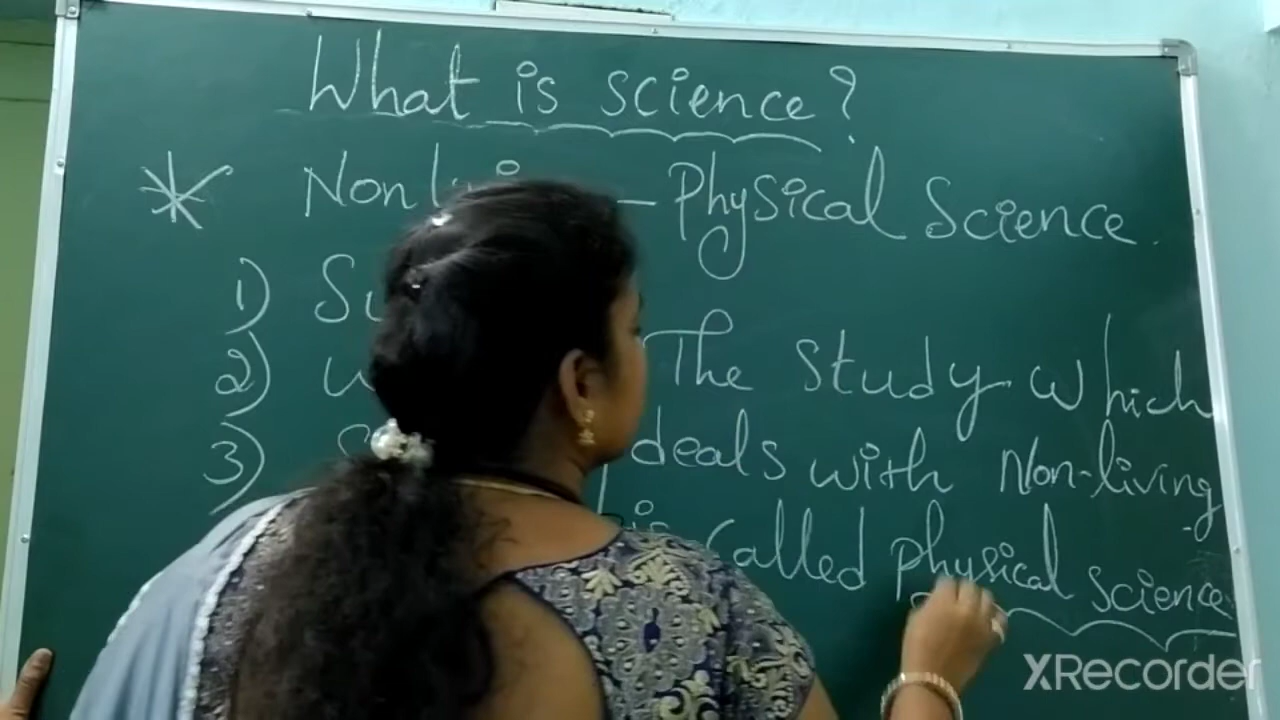 What is science?
* Non - Physical Science.
1)
2) The study which
3) deals with Non-living
is called physical science
XRecorder